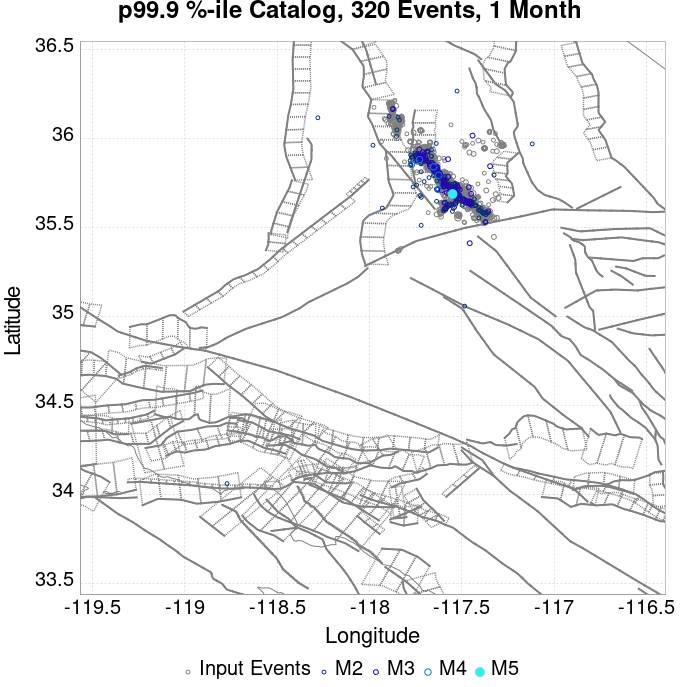 p99.9 %-ile Catalog, 320 Events, 1 Month
36.5
36
35.5
35
34.5
34
33.5
Latitude
-119.5 -119 -118.5 -118 -117.5 -117 -116.5
Longitude
Input Events M2 M3 M4 M5